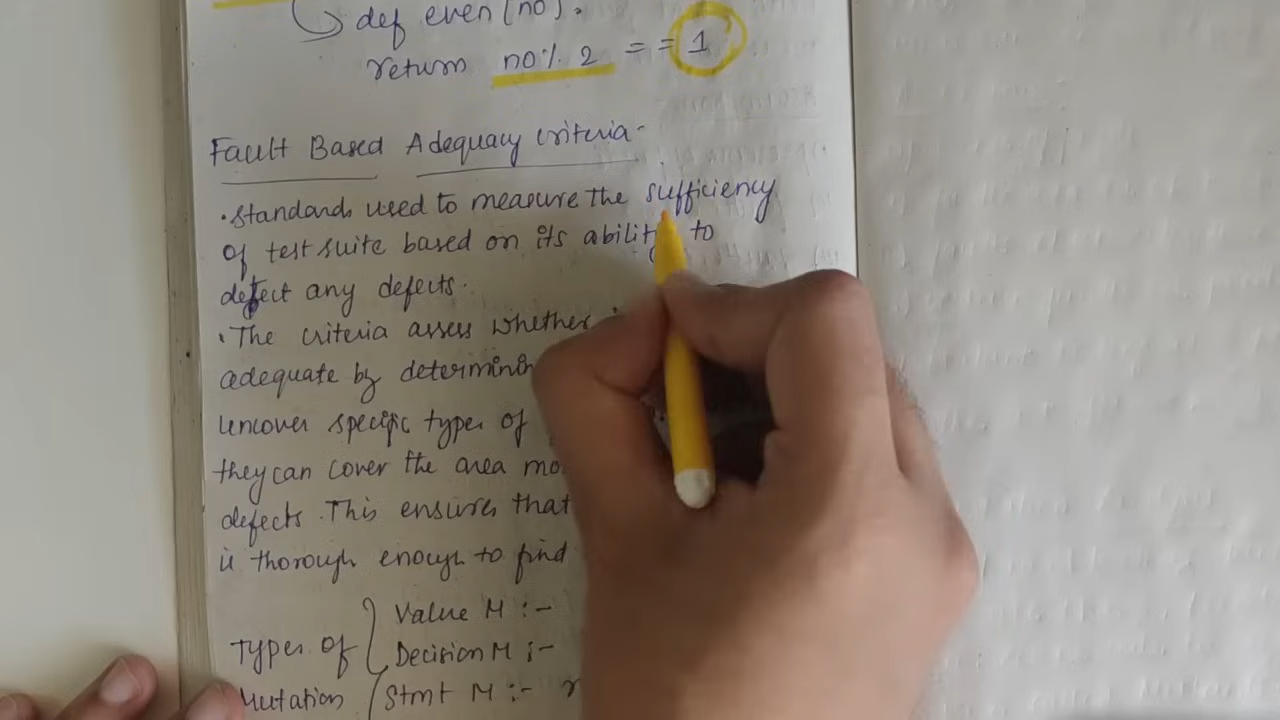 def even(no):
return no % 2 == 1
Fault Based Adequacy criteria-
• Standards used to measure the sufficiency
of test suite based on its ability to
detect any defects.
• The criteria assess whether
adequate by determinin
uncover specific types of
they can cover the area mo
defects. This ensures that
is thorough enough to find
Types of
Mutation
Value M :-
Decision M :-
Stmt M :-